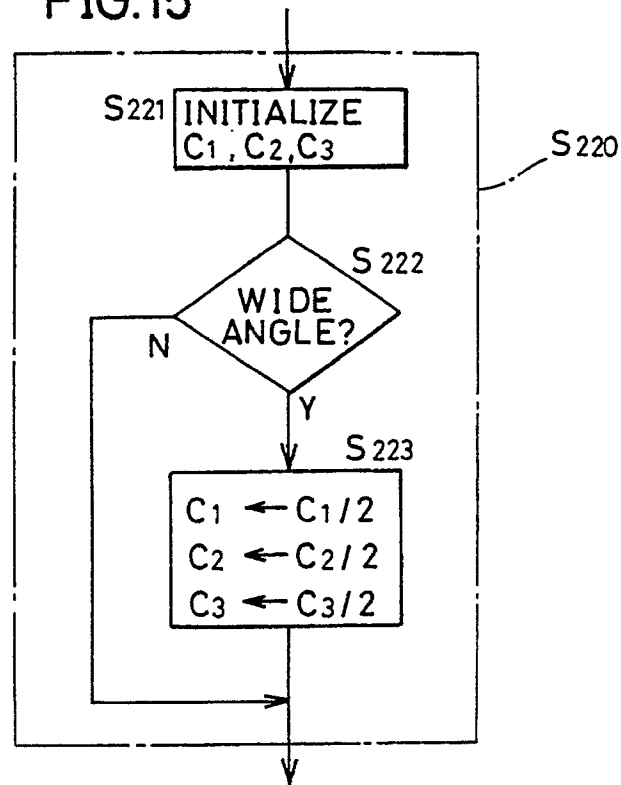 FIG.15
S221
INITIALIZE
C1, C2, C3
S220
S222
WIDE
ANGLE?
N
Y
S223
C1 ← C1/2
C2 ← C2/2
C3 ← C3/2